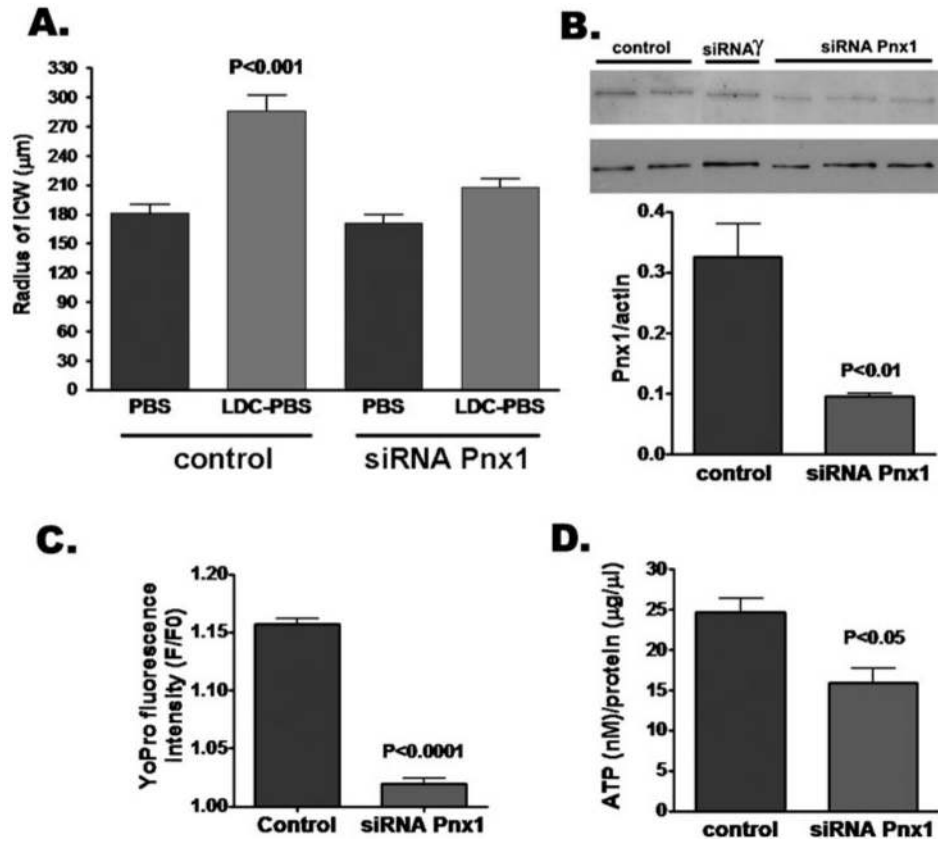 A.
P<0.001
Radius of ICW (μm)
330
300
270
240
210
180
150
120
90
60
30
0
PBS
LDC-PBS
PBS
LDC-PBS
control
siRNA Pnx1
B.
control
siRNAγ
siRNA Pnx1
Pnx1/actin
0.4
0.3
0.2
0.1
0.0
P<0.01
control
siRNA Pnx1
C.
YoPro fluorescence
Intensity (F/F0)
1.20
1.15
1.10
1.05
1.00
P<0.0001
Control
siRNA Pnx1
D.
ATP (nM)/protein (μg/μl)
30
25
20
15
10
5
0
P<0.05
control
siRNA Pnx1